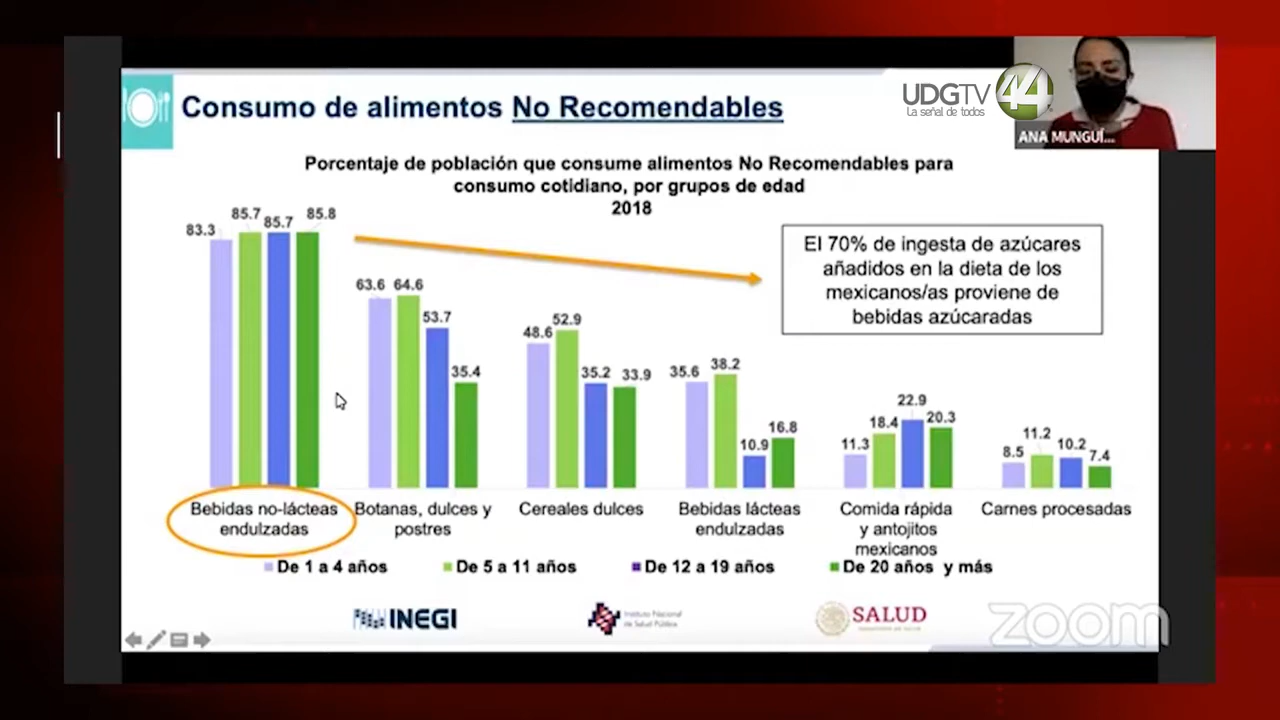 UDGTV 44
La señal de todos
ANA MUNGUÍ...
Consumo de alimentos No Recomendables
Porcentaje de población que consume alimentos No Recomendables para
consumo cotidiano, por grupos de edad
2018
83.3 85.7 85.7 85.8
63.6 64.6 53.7 35.4
48.6 52.9 35.2 33.9
35.6 38.2 10.9 16.8
11.3 18.4 22.9 20.3
8.5 11.2 10.2 7.4
El 70% de ingesta de azúcares
añadidos en la dieta de los
mexicanos/as proviene de
bebidas azúcaradas
Bebidas no-lácteas
endulzadas
Botanas, dulces y
postres
Cereales dulces
Bebidas lácteas
endulzadas
Comida rápida
y antojitos
mexicanos
Carnes procesadas
De 1 a 4 años
De 5 a 11 años
De 12 a 19 años
De 20 años y más
INEGI
Instituto Nacional
de Salud Pública
SALUD
zoom